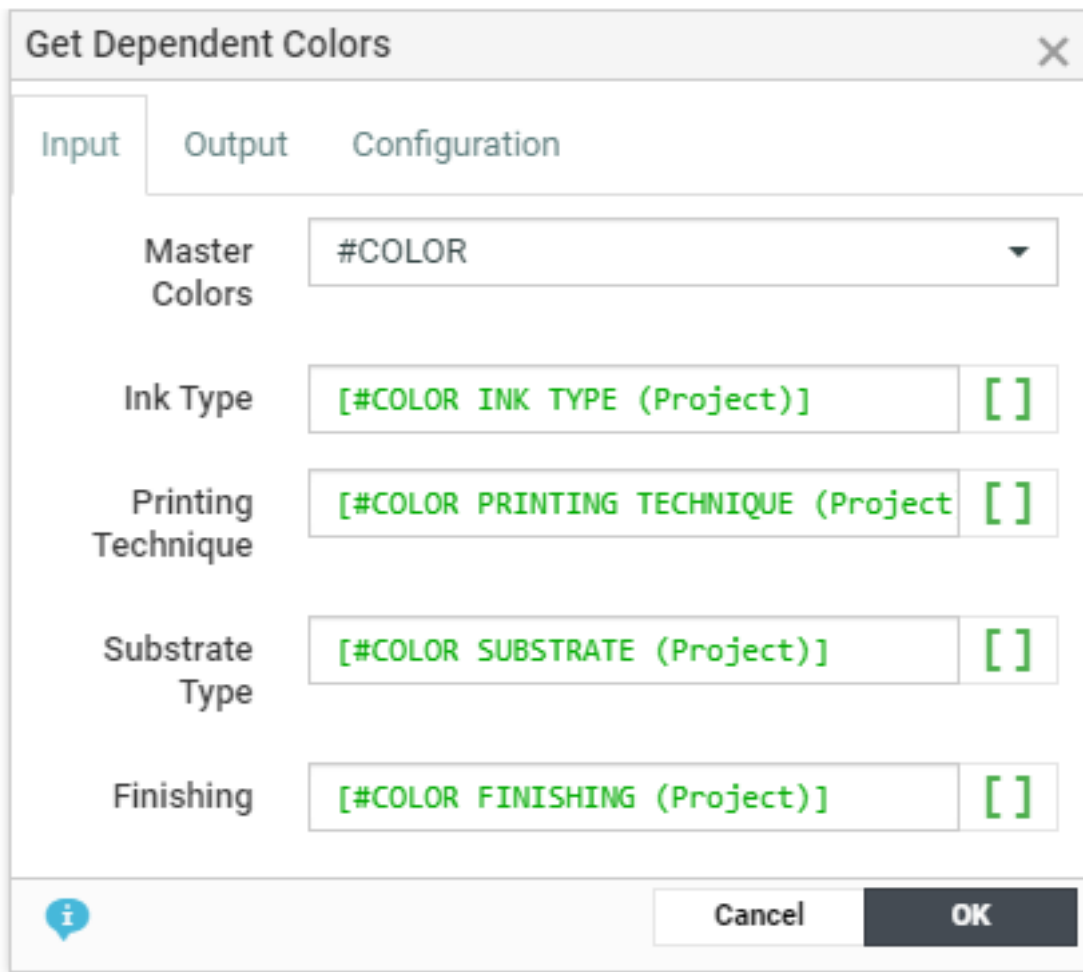 Get Dependent Colors
Input Output Configuration
Master
Colors
#COLOR
Ink Type
[#COLOR INK TYPE (Project)]
[]
Printing
Technique
[#COLOR PRINTING TECHNIQUE (Project
[]
Substrate
Type
[#COLOR SUBSTRATE (Project)]
[]
Finishing
[#COLOR FINISHING (Project)]
[]
i
Cancel
OK